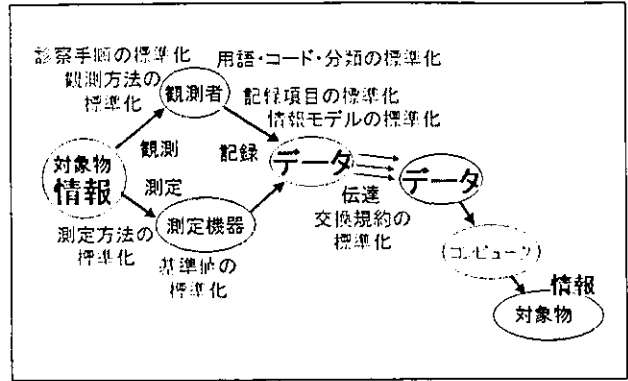 診察手順の標準化
用語・コード・分類の標準化
観測方法の
標準化
観測者
記録項目の標準化
情報モデルの標準化
対象物
情報
観測
記録
データ
データ
測定
伝達
交換規約の
標準化
測定機器
測定方法の
標準化
基準値の
標準化
(コンピュータ)
情報
対象物